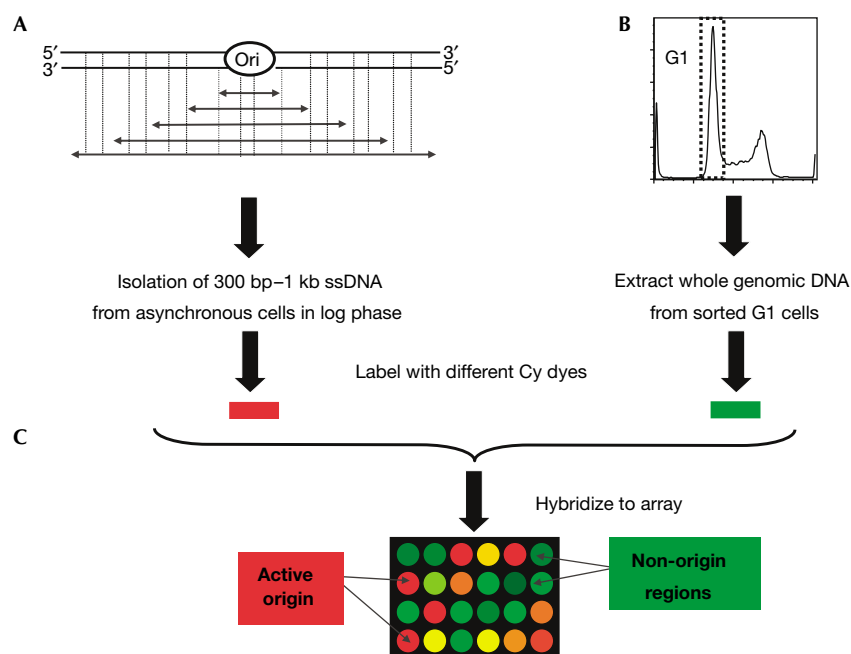 A
5′ Ori 3′
3′ 5′
Isolation of 300 bp–1 kb ssDNA
from asynchronous cells in log phase
B
G1
Extract whole genomic DNA
from sorted G1 cells
Label with different Cy dyes
C
Hybridize to array
Active
origin
Non-origin
regions